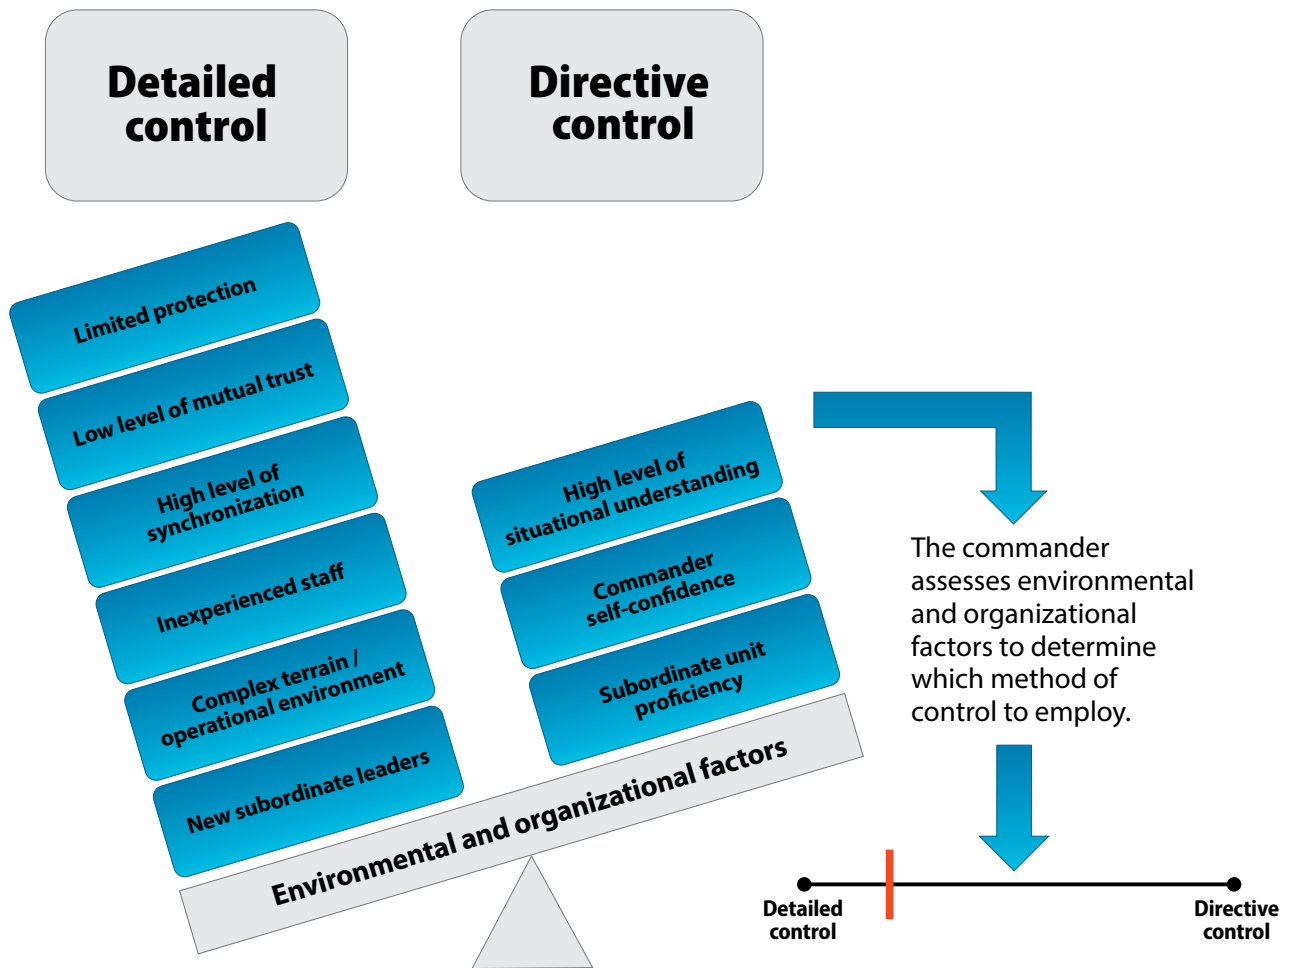 Detailed
control
Directive
control
Limited protection
Low level of mutual trust
High level of
synchronization
Inexperienced staff
Complex terrain /
operational environment
New subordinate leaders
High level of
situational understanding
Commander
self-confidence
Subordinate unit
proficiency
Environmental and organizational factors
The commander
assesses environmental
and organizational
factors to determine
which method of
control to employ.
Detailed
control
Directive
control